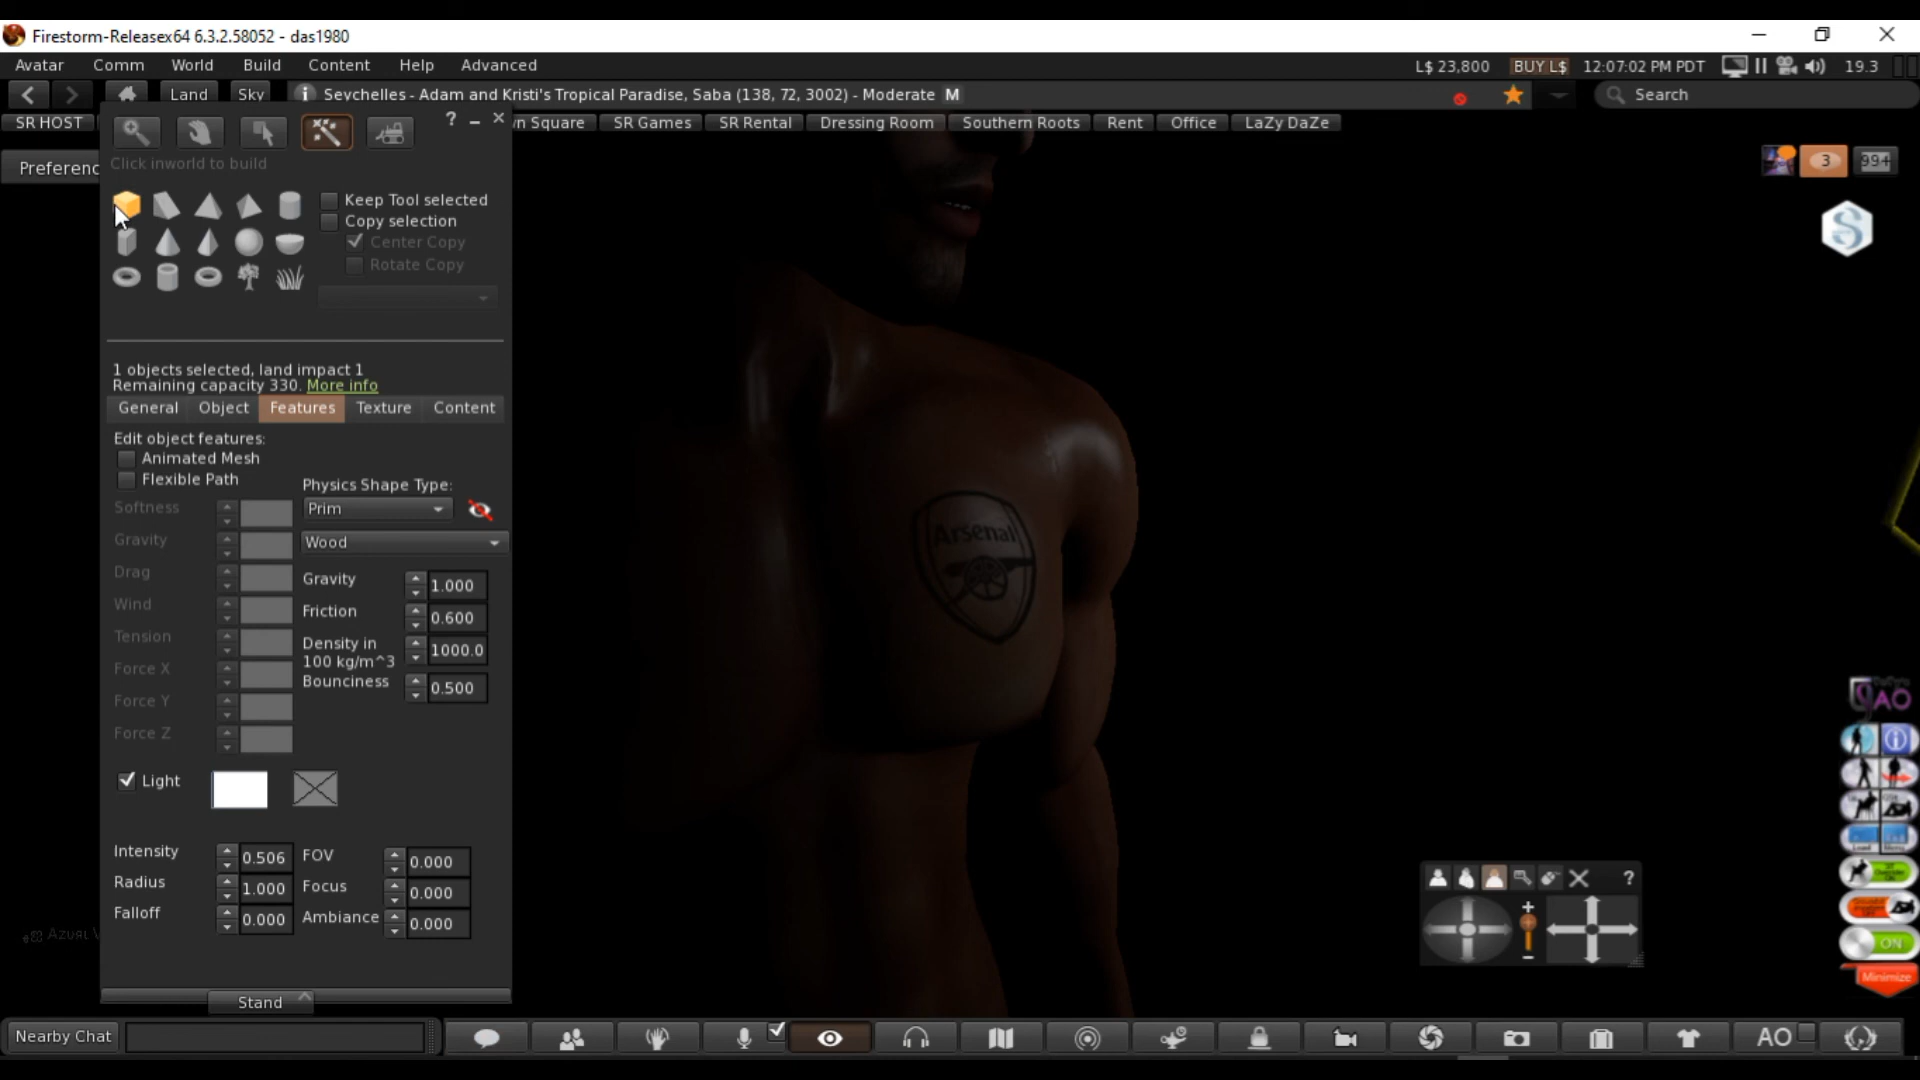 Firestorm-Releasex64 6.3.2.58052 - das1980
Avatar Comm World Build Content Help Advanced
L$ 23,800 BUY L$ 12:07:02 PM PDT 19.3
Land Sky Seychelles - Adam and Kristi's Tropical Paradise, Saba (138, 72, 3002) - Moderate M
Search
SR HOST wn Square SR Games SR Rental Dressing Room Southern Roots Rent Office LaZy DaZe
Preferenc
3 99+
Click inworld to build
Keep Tool selected
Copy selection
Center Copy
Rotate Copy
1 objects selected, land impact 1
Remaining capacity 330. More info
General Object Features Texture Content
Edit object features:
Animated Mesh
Flexible Path
Physics Shape Type:
Prim
Wood
Softness
Gravity
Drag
Wind
Tension
Force X
Force Y
Force Z
Gravity 1.000
Friction 0.600
Density in
100 kg/m^3 1000.0
Bounciness 0.500
Light
Intensity 0.506 FOV 0.000
Radius 1.000 Focus 0.000
Falloff 0.000 Ambiance 0.000
Stand
Arsenal
AO
ON
Minimize
Nearby Chat
AO